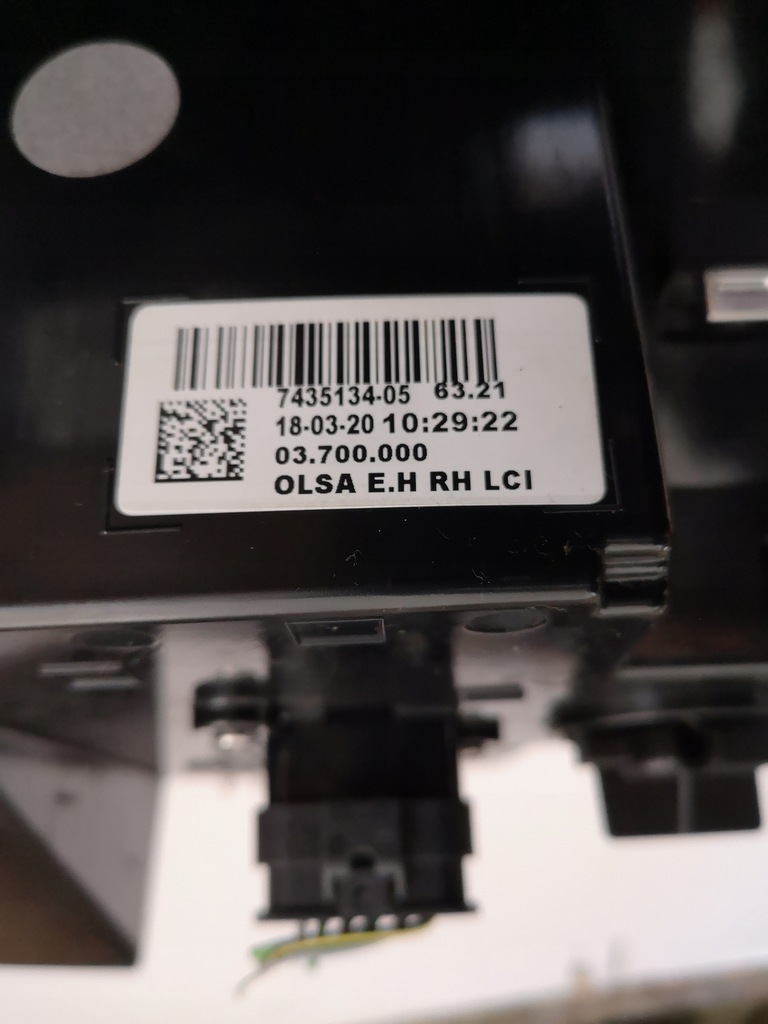 7435134-05 63.21
18-03-20 10:29:22
03.700.000
OLSA E.H RH LCI